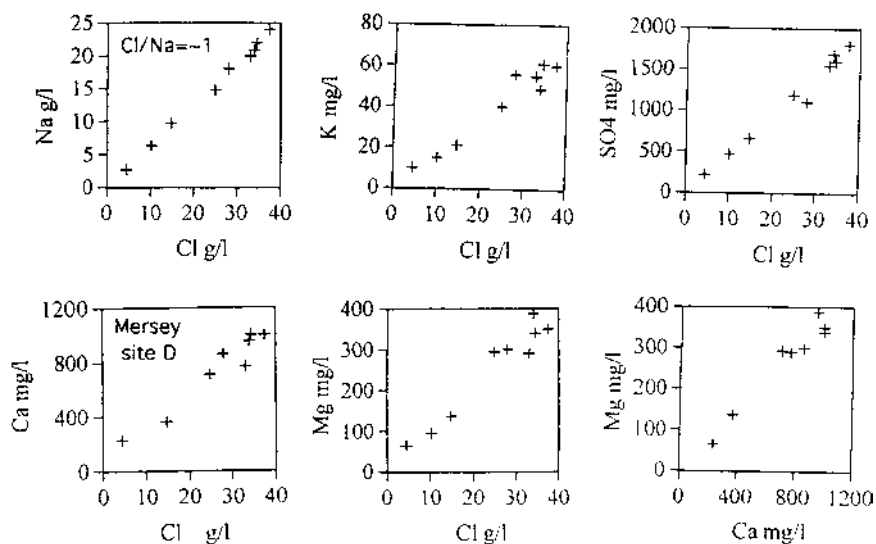 25
20
15
10
5
0
Na g/l
Cl/Na=~1
0 10 20 30 40
Cl g/l
80
60
40
20
0
K mg/l
0 10 20 30 40
Cl g/l
2000
1500
1000
500
0
SO4 mg/l
0 10 20 30 40
Cl g/l
1200
800
400
0
Ca mg/l
Mersey
site D
0 10 20 30 40
Cl g/l
400
300
200
100
0
Mg mg/l
0 10 20 30 40
Cl g/l
400
300
200
100
0
Mg mg/l
0 400 800 1200
Ca mg/l